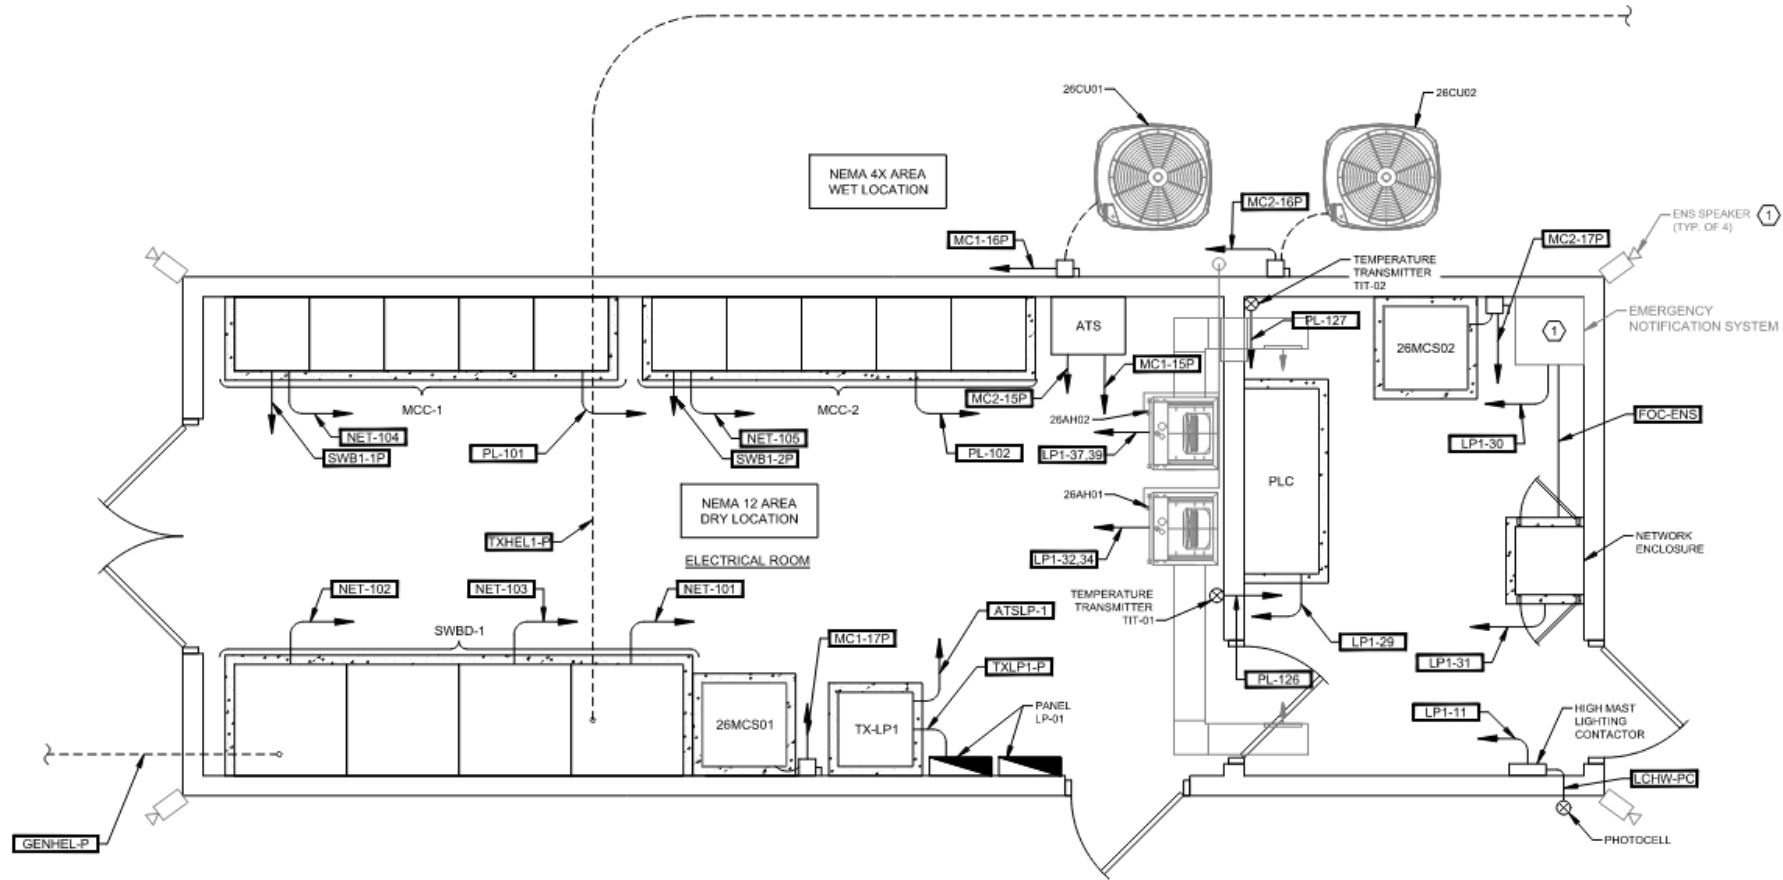 26CU01
26CU02
NEMA 4X AREA
WET LOCATION
MC2-16P
MC1-16P
ENS SPEAKER
(TYP. OF 4)
1
MC2-17P
TEMPERATURE
TRANSMITTER
TIT-02
EMERGENCY
NOTIFICATION SYSTEM
ATS
PL-127
1
26MCS02
MC1-15P
MC2-15P
MCC-1
MCC-2
26AH02
FOC-ENS
NET-104
NET-105
LP1-30
SWB1-1P
PL-101
SWB1-2P
PL-102
LP1-37,39
PLC
NEMA 12 AREA
DRY LOCATION
26AH01
TXHEL1-P
ELECTRICAL ROOM
LP1-32,34
NETWORK
ENCLOSURE
NET-102
NET-103
NET-101
TEMPERATURE
TRANSMITTER
TIT-01
ATSLP-1
SWBD-1
MC1-17P
LP1-29
TXLP1-P
LP1-31
PL-126
PANEL
LP-01
LP1-11
HIGH MAST
LIGHTING
CONTACTOR
26MCS01
TX-LP1
LCHW-PC
GENHEL-P
PHOTOCELL